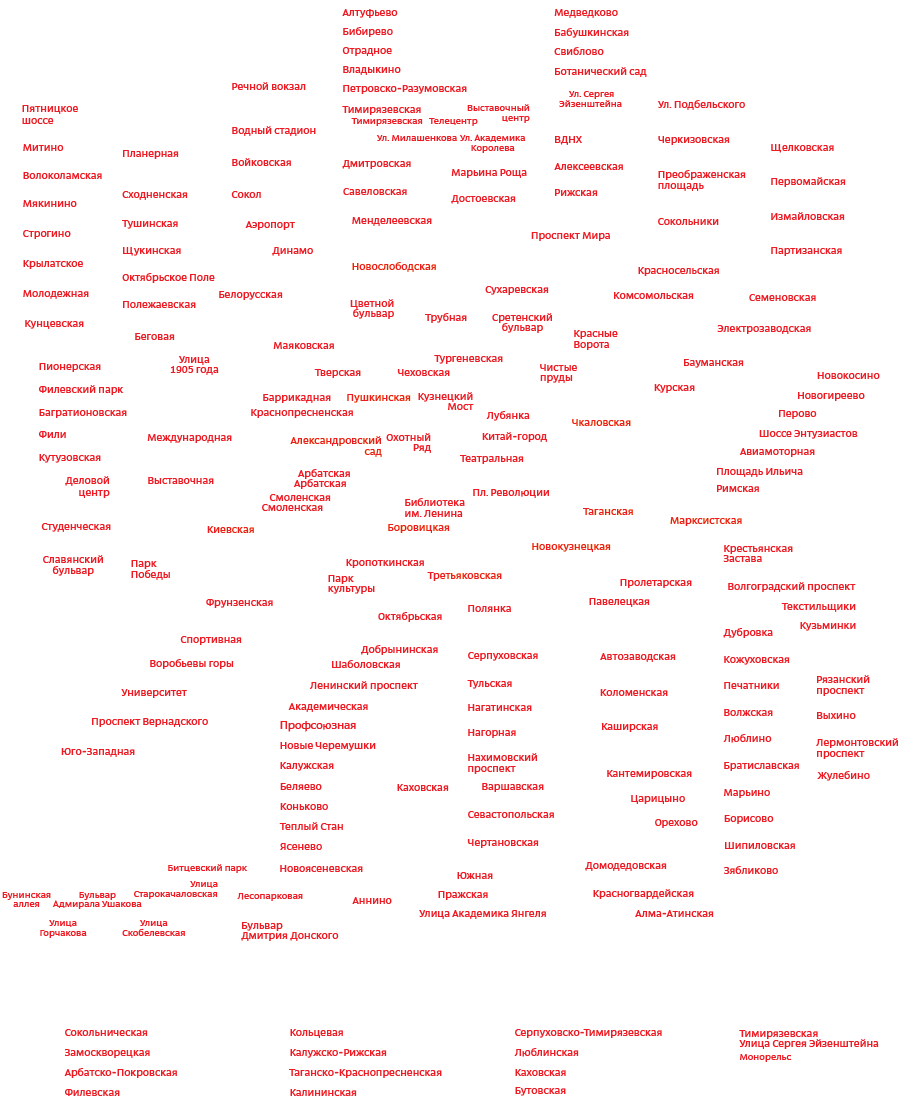 Алтуфьево
Медведково
Бибирево
Бабушкинская
Отрадное
Свиблово
Владыкино
Ботанический сад
Речной вокзал
Петровско-Разумовская
Ул. Сергея
Эйзенштейна
Ул. Подбельского
Пятницкое
шоссе
Тимирязевская
Выставочный
центр
Тимирязевская
Телецентр
Водный стадион
Ул. Милашенкова
Ул. Академика
Королева
ВДНХ
Черкизовская
Митино
Планерная
Щелковская
Войковская
Дмитровская
Алексеевская
Волоколамская
Марьина Роща
Преображенская
площадь
Первомайская
Сходненская
Сокол
Савеловская
Рижская
Мякинино
Достоевская
Тушинская
Аэропорт
Менделеевская
Сокольники
Измайловская
Строгино
Проспект Мира
Щукинская
Динамо
Партизанская
Крылатское
Новослободская
Красносельская
Октябрьское Поле
Молодежная
Белорусская
Сухаревская
Комсомольская
Семеновская
Полежаевская
Цветной
бульвар
Трубная
Сретенский
бульвар
Кунцевская
Электрозаводская
Беговая
Красные
Ворота
Маяковская
Пионерская
Улица
1905 года
Тургеневская
Бауманская
Тверская
Чеховская
Чистые
пруды
Новокосино
Филевский парк
Курская
Баррикадная
Пушкинская
Кузнецкий
Мост
Новогиреево
Багратионовская
Краснопресненская
Лубянка
Перово
Чкаловская
Фили
Международная
Александровский
сад
Охотный
Ряд
Китай-город
Шоссе Энтузиастов
Кутузовская
Театральная
Авиамоторная
Деловой
центр
Выставочная
Арбатская
Арбатская
Площадь Ильича
Смоленская
Смоленская
Пл. Революции
Римская
Библиотека
им. Ленина
Таганская
Студенческая
Киевская
Боровицкая
Марксистская
Новокузнецкая
Крестьянская
Застава
Славянский
бульвар
Парк
Победы
Кропоткинская
Парк
культуры
Третьяковская
Пролетарская
Волгоградский проспект
Фрунзенская
Полянка
Павелецкая
Текстильщики
Октябрьская
Кузьминки
Спортивная
Дубровка
Добрынинская
Воробьевы горы
Шаболовская
Серпуховская
Автозаводская
Кожуховская
Университет
Ленинский проспект
Тульская
Коломенская
Печатники
Рязанский
проспект
Академическая
Нагатинская
Волжская
Выхино
Проспект Вернадского
Профсоюзная
Нагорная
Каширская
Люблино
Юго-Западная
Новые Черемушки
Лермонтовский
проспект
Калужская
Нахимовский
проспект
Кантемировская
Братиславская
Жулебино
Беляево
Каховская
Варшавская
Царицыно
Марьино
Коньково
Севастопольская
Орехово
Борисово
Теплый Стан
Ясенево
Чертановская
Шипиловская
Битцевский парк
Новоясеневская
Домодедовская
Зябликово
Южная
Бунинская
аллея
Бульвар
Адмирала Ушакова
Улица
Старокачаловская
Лесопарковая
Аннино
Пражская
Красногвардейская
Улица Академика Янгеля
Алма-Атинская
Улица
Горчакова
Улица
Скобелевская
Бульвар
Дмитрия Донского
Сокольническая
Замоскворецкая
Арбатско-Покровская
Филевская
Кольцевая
Калужско-Рижская
Таганско-Краснопресненская
Калининская
Серпуховско-Тимирязевская
Люблинская
Каховская
Бутовская
Тимирязевская
Улица Сергея Эйзенштейна
Монорельс